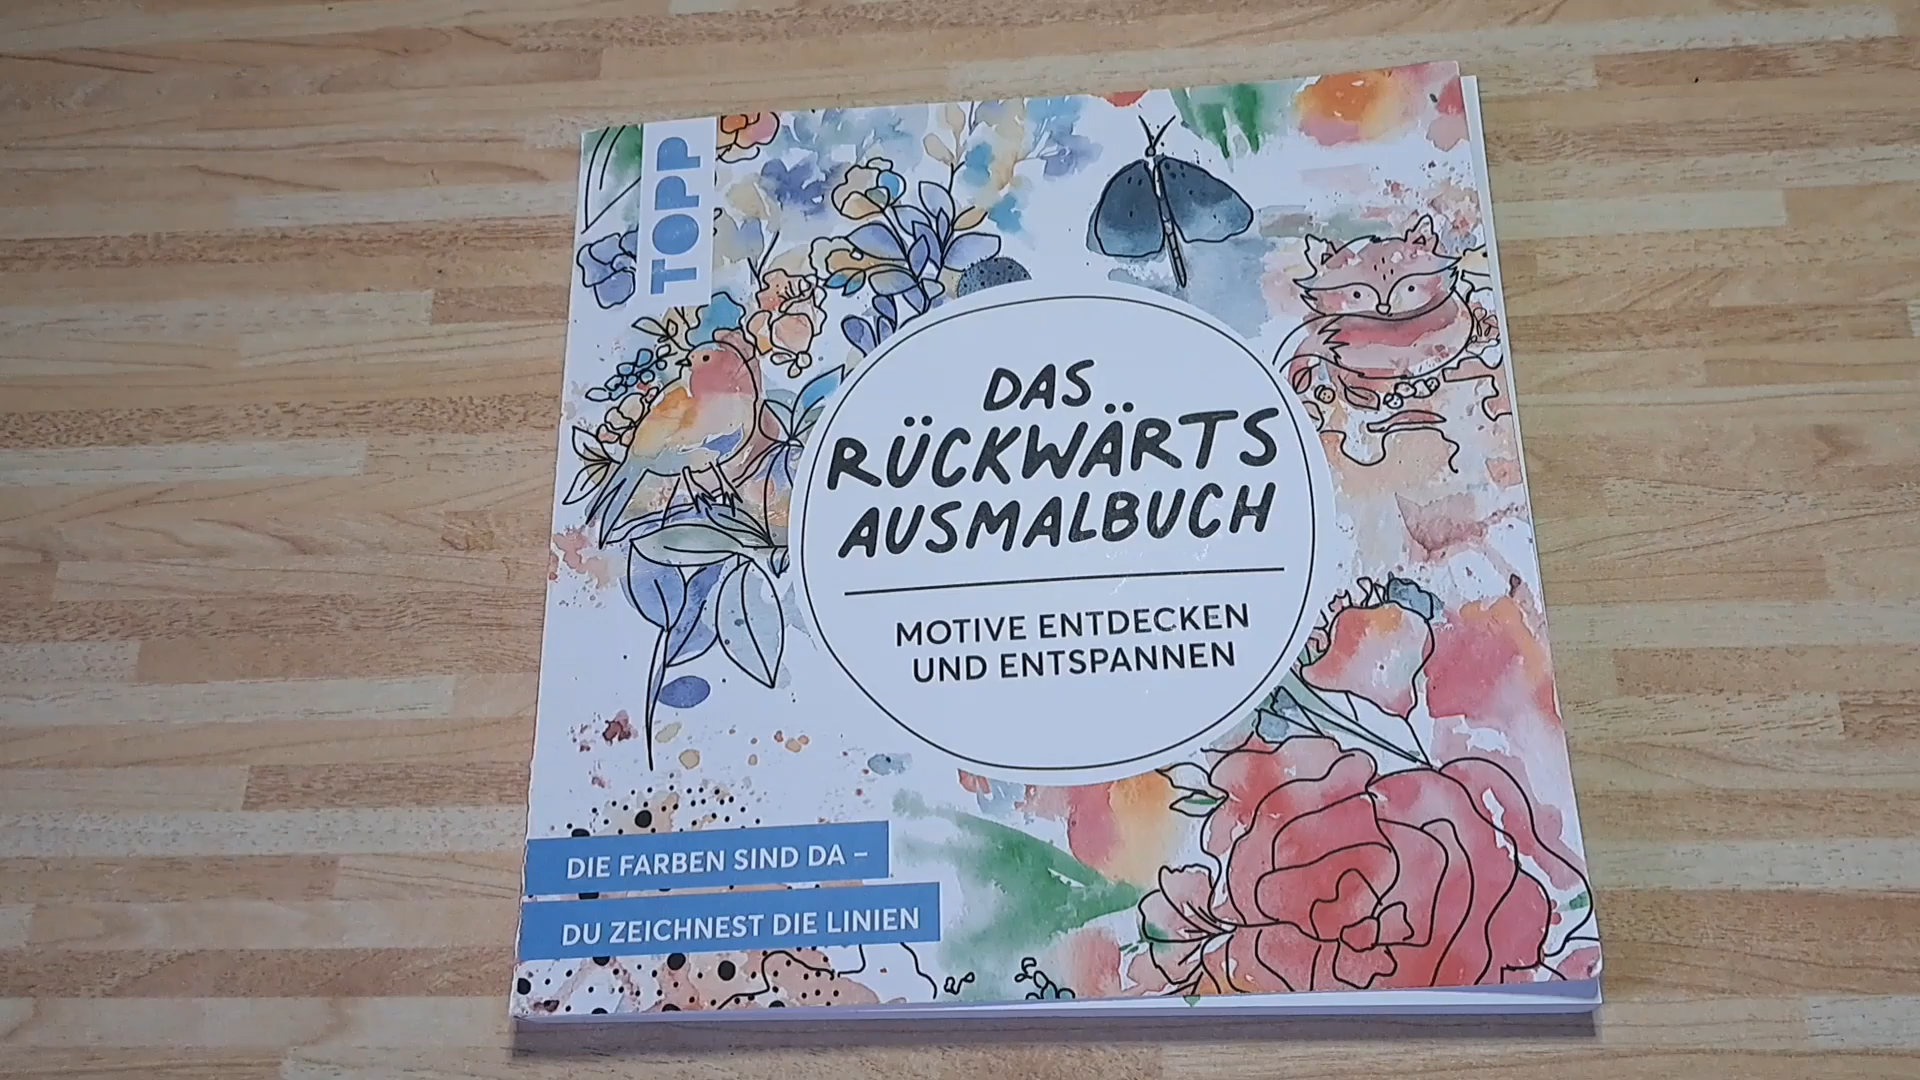 TOPP
DAS
RÜCKWÄRTS
AUSMALBUCH
MOTIVE ENTDECKEN
UND ENTSPANNEN
DIE FARBEN SIND DA –
DU ZEICHNEST DIE LINIEN